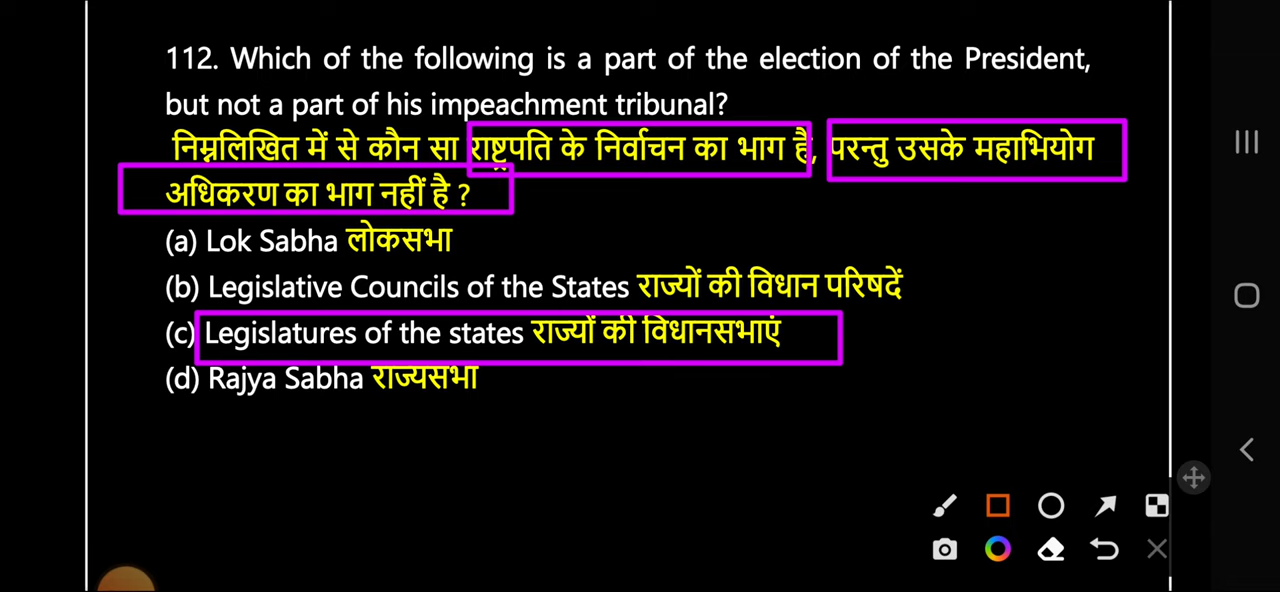 112. Which of the following is a part of the election of the President,
but not a part of his impeachment tribunal?
निम्नलिखित में से कौन सा राष्ट्रपति के निर्वाचन का भाग है, परन्तु उसके महाभियोग
अधिकरण का भाग नहीं है ?
(a) Lok Sabha लोकसभा
(b) Legislative Councils of the States राज्यों की विधान परिषदें
(c) Legislatures of the states राज्यों की विधानसभाएं
(d) Rajya Sabha राज्यसभा